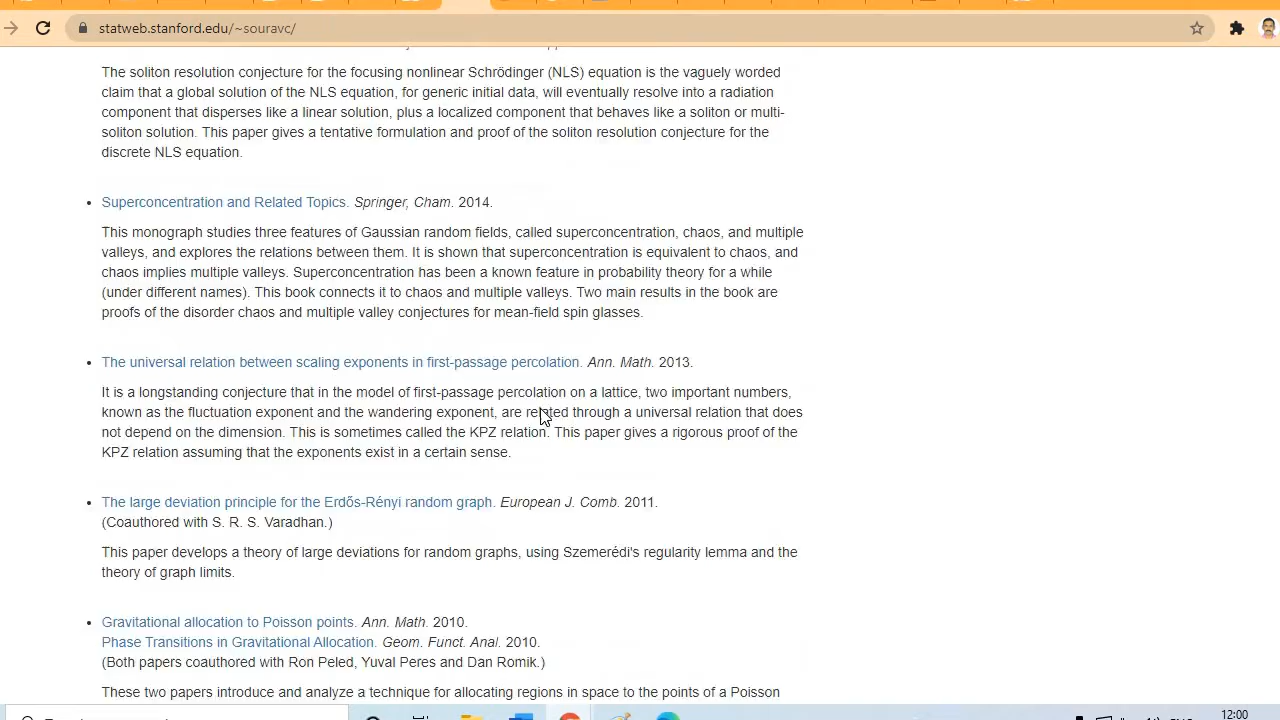 statweb.stanford.edu/~souravc/
The soliton resolution conjecture for the focusing nonlinear Schrödinger (NLS) equation is the vaguely worded
claim that a global solution of the NLS equation, for generic initial data, will eventually resolve into a radiation
component that disperses like a linear solution, plus a localized component that behaves like a soliton or multi-
soliton solution. This paper gives a tentative formulation and proof of the soliton resolution conjecture for the
discrete NLS equation.
• Superconcentration and Related Topics. Springer, Cham. 2014.
This monograph studies three features of Gaussian random fields, called superconcentration, chaos, and multiple
valleys, and explores the relations between them. It is shown that superconcentration is equivalent to chaos, and
chaos implies multiple valleys. Superconcentration has been a known feature in probability theory for a while
(under different names). This book connects it to chaos and multiple valleys. Two main results in the book are
proofs of the disorder chaos and multiple valley conjectures for mean-field spin glasses.
• The universal relation between scaling exponents in first-passage percolation. Ann. Math. 2013.
It is a longstanding conjecture that in the model of first-passage percolation on a lattice, two important numbers,
known as the fluctuation exponent and the wandering exponent, are related through a universal relation that does
not depend on the dimension. This is sometimes called the KPZ relation. This paper gives a rigorous proof of the
KPZ relation assuming that the exponents exist in a certain sense.
• The large deviation principle for the Erdős-Rényi random graph. European J. Comb. 2011.
(Coauthored with S. R. S. Varadhan.)
This paper develops a theory of large deviations for random graphs, using Szemerédi's regularity lemma and the
theory of graph limits.
• Gravitational allocation to Poisson points. Ann. Math. 2010.
Phase Transitions in Gravitational Allocation. Geom. Funct. Anal. 2010.
(Both papers coauthored with Ron Peled, Yuval Peres and Dan Romik.)
These two papers introduce and analyze a technique for allocating regions in space to the points of a Poisson
12:00